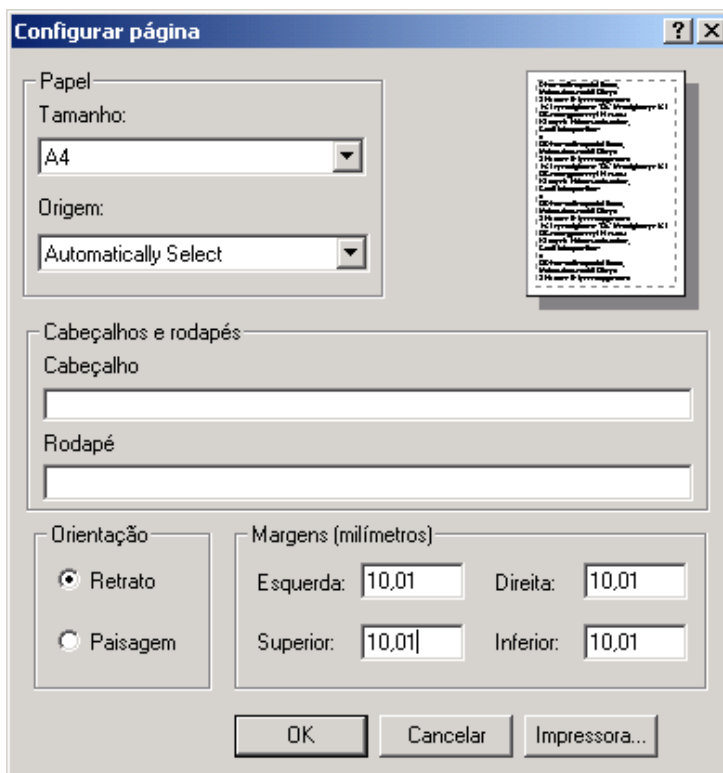 Configurar página
Papel
Tamanho:
A4
Origem:
Automatically Select
Cabeçalhos e rodapés
Cabeçalho
Rodapé
Orientação
Retrato
Paisagem
Margens (milímetros)
Esquerda: 10,01 Direita: 10,01
Superior: 10,01 Inferior: 10,01
OK Cancelar Impressora...